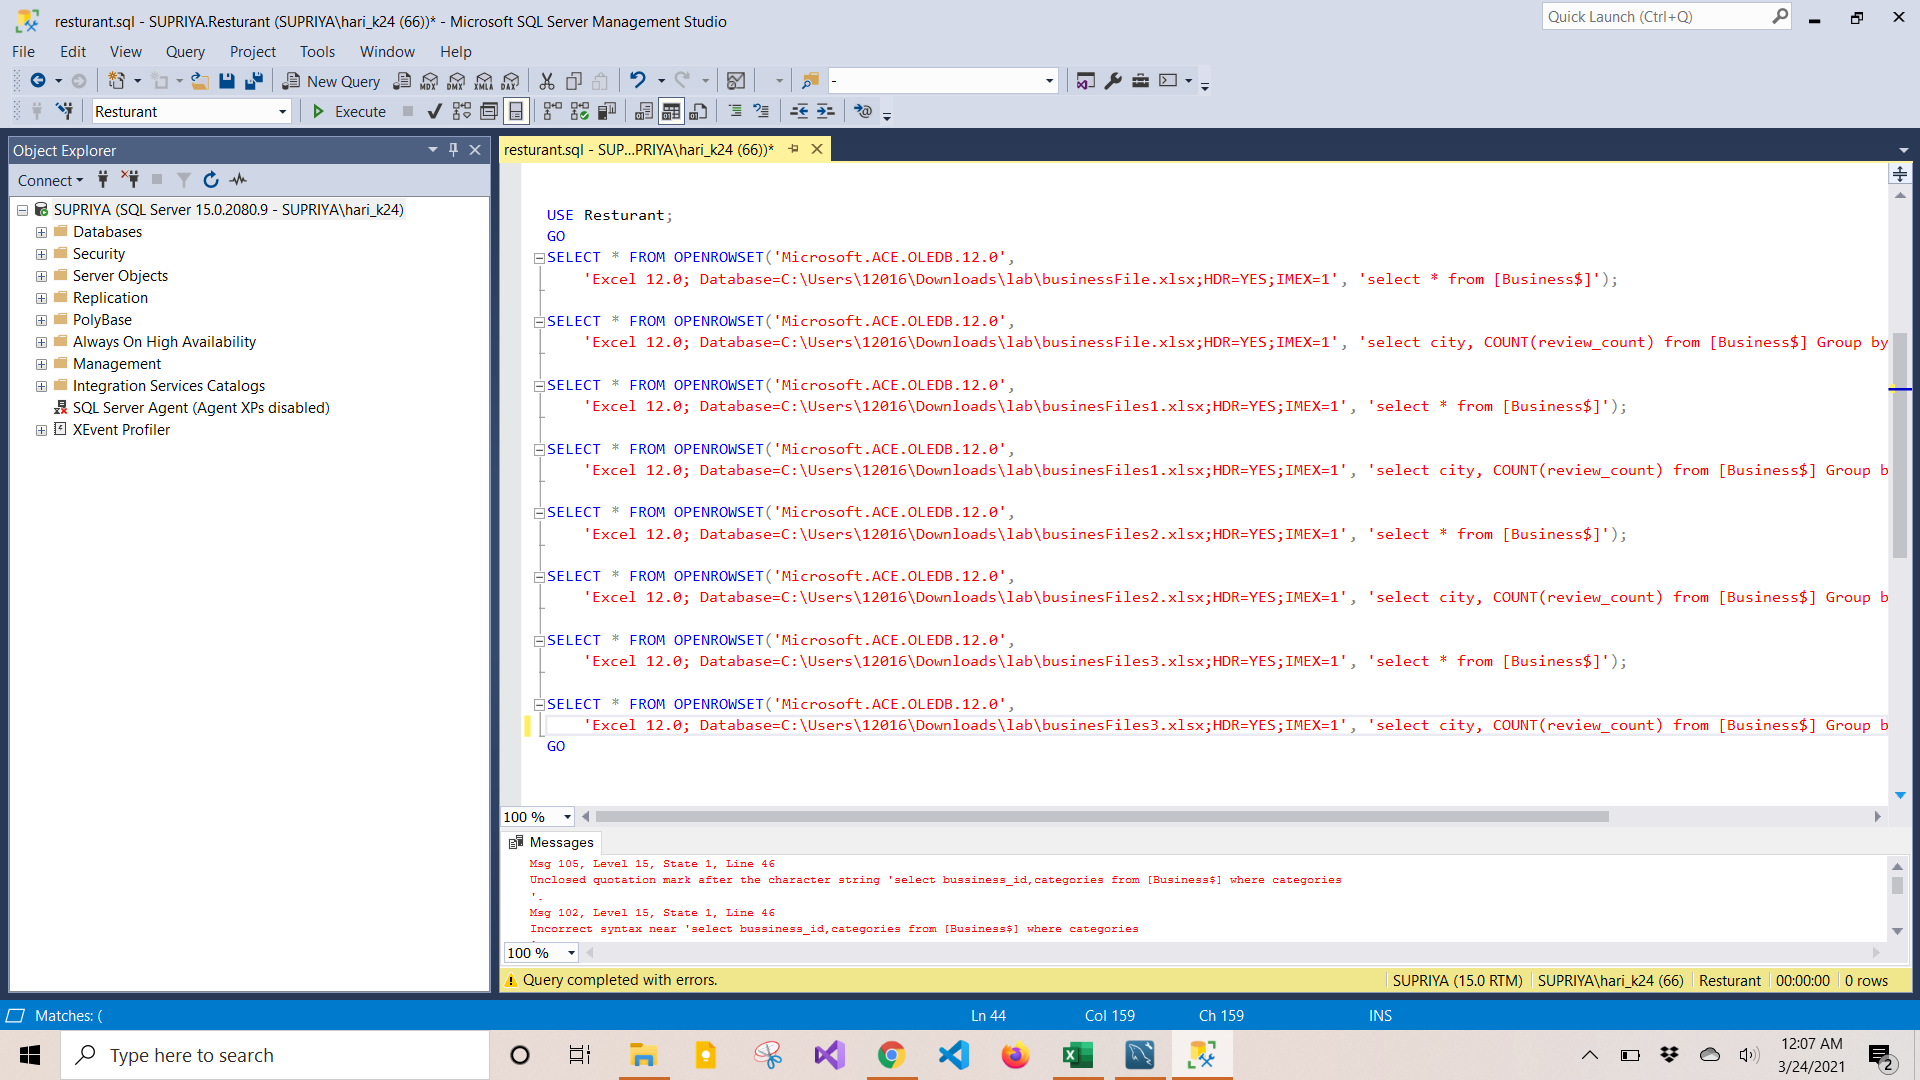 resturant.sql - SUPRIYA.Resturant (SUPRIYA\hari_k24 (66))* - Microsoft SQL Server Management Studio
Quick Launch (Ctrl+Q)
File Edit View Query Project Tools Window Help
New Query
MDX DMX XMLA DAX
-
Resturant
Execute
Object Explorer
resturant.sql - SUP...PRIYA\hari_k24 (66))*
Connect
SUPRIYA (SQL Server 15.0.2080.9 - SUPRIYA\hari_k24)
Databases
Security
Server Objects
Replication
PolyBase
Always On High Availability
Management
Integration Services Catalogs
SQL Server Agent (Agent XPs disabled)
XEvent Profiler
USE Resturant;
GO
SELECT * FROM OPENROWSET('Microsoft.ACE.OLEDB.12.0',
'Excel 12.0; Database=C:\Users\12016\Downloads\lab\businessFile.xlsx;HDR=YES;IMEX=1', 'select * from [Business$]');
SELECT * FROM OPENROWSET('Microsoft.ACE.OLEDB.12.0',
'Excel 12.0; Database=C:\Users\12016\Downloads\lab\businessFile.xlsx;HDR=YES;IMEX=1', 'select city, COUNT(review_count) from [Business$] Group by
SELECT * FROM OPENROWSET('Microsoft.ACE.OLEDB.12.0',
'Excel 12.0; Database=C:\Users\12016\Downloads\lab\businesFiles1.xlsx;HDR=YES;IMEX=1', 'select * from [Business$]');
SELECT * FROM OPENROWSET('Microsoft.ACE.OLEDB.12.0',
'Excel 12.0; Database=C:\Users\12016\Downloads\lab\businesFiles1.xlsx;HDR=YES;IMEX=1', 'select city, COUNT(review_count) from [Business$] Group b
SELECT * FROM OPENROWSET('Microsoft.ACE.OLEDB.12.0',
'Excel 12.0; Database=C:\Users\12016\Downloads\lab\businesFiles2.xlsx;HDR=YES;IMEX=1', 'select * from [Business$]');
SELECT * FROM OPENROWSET('Microsoft.ACE.OLEDB.12.0',
'Excel 12.0; Database=C:\Users\12016\Downloads\lab\businesFiles2.xlsx;HDR=YES;IMEX=1', 'select city, COUNT(review_count) from [Business$] Group b
SELECT * FROM OPENROWSET('Microsoft.ACE.OLEDB.12.0',
'Excel 12.0; Database=C:\Users\12016\Downloads\lab\businesFiles3.xlsx;HDR=YES;IMEX=1', 'select * from [Business$]');
SELECT * FROM OPENROWSET('Microsoft.ACE.OLEDB.12.0',
'Excel 12.0; Database=C:\Users\12016\Downloads\lab\businesFiles3.xlsx;HDR=YES;IMEX=1', 'select city, COUNT(review_count) from [Business$] Group b
GO
100 %
Messages
Msg 105, Level 15, State 1, Line 46
Unclosed quotation mark after the character string 'select bussiness_id,categories from [Business$] where categories
'.
Msg 102, Level 15, State 1, Line 46
Incorrect syntax near 'select bussiness_id,categories from [Business$] where categories
100 %
Query completed with errors.
SUPRIYA (15.0 RTM) SUPRIYA\hari_k24 (66) Resturant 00:00:00 0 rows
Matches: ( Ln 44 Col 159 Ch 159 INS
Type here to search
12:07 AM
3/24/2021
2